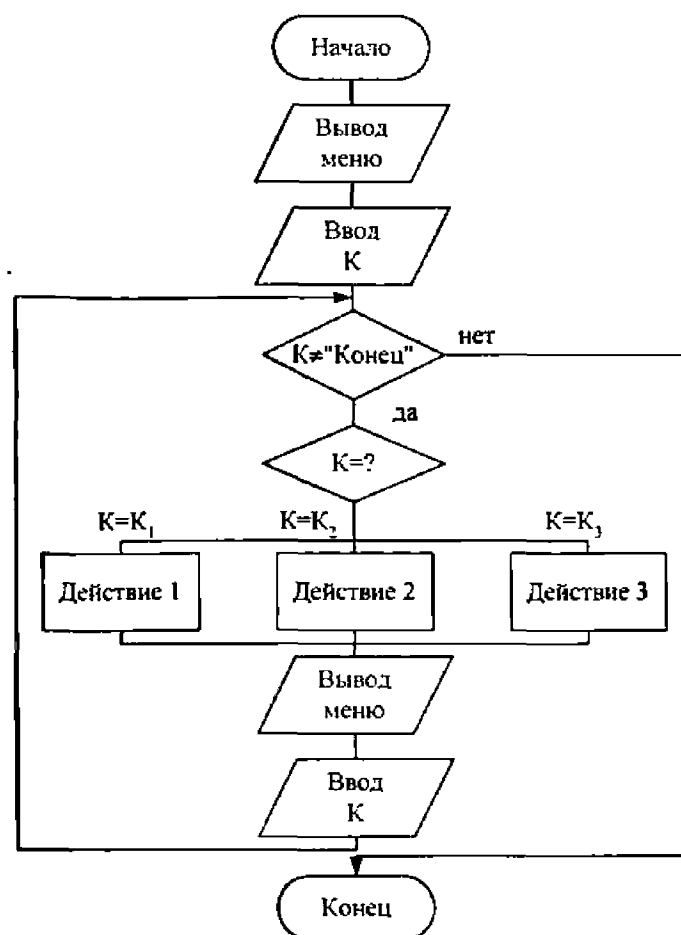 Начало
Вывод
меню
Ввод
К
К≠"Конец"
нет
да
К=?
К=К₁
К=К₂
К=К₃
Действие 1
Действие 2
Действие 3
Вывод
меню
Ввод
К
Конец